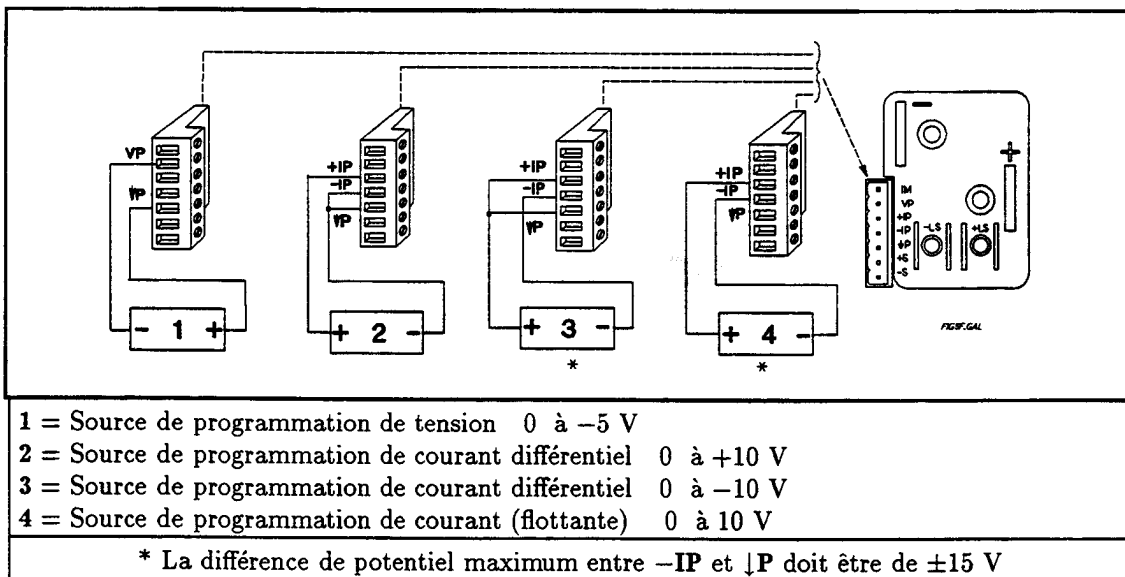 VP
↓P
- 1 +
+IP
-IP
↓P
+ 2 -
+IP
-IP
↓P
+ 3 -
*
+IP
-IP
↓P
+ 4 -
*
-
+
IM
VP
+IP
-IP
↓P
+S
-S
-LS
+LS
1 = Source de programmation de tension 0 à −5 V
2 = Source de programmation de courant différentiel 0 à +10 V
3 = Source de programmation de courant différentiel 0 à −10 V
4 = Source de programmation de courant (flottante) 0 à 10 V
* La différence de potentiel maximum entre −IP et ↓P doit être de ±15 V